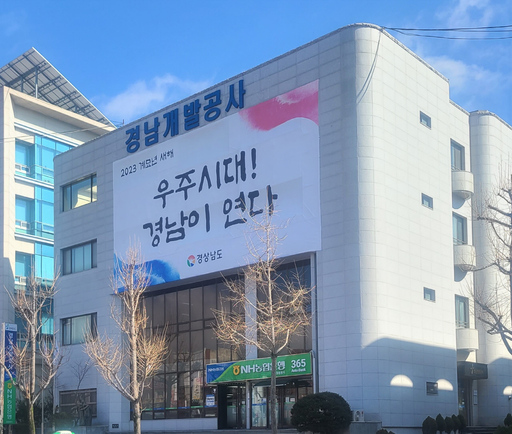 경남개발공사
2023 계묘년 새해
우주시대!
경남이 연다
경상남도
NH농협은행 365